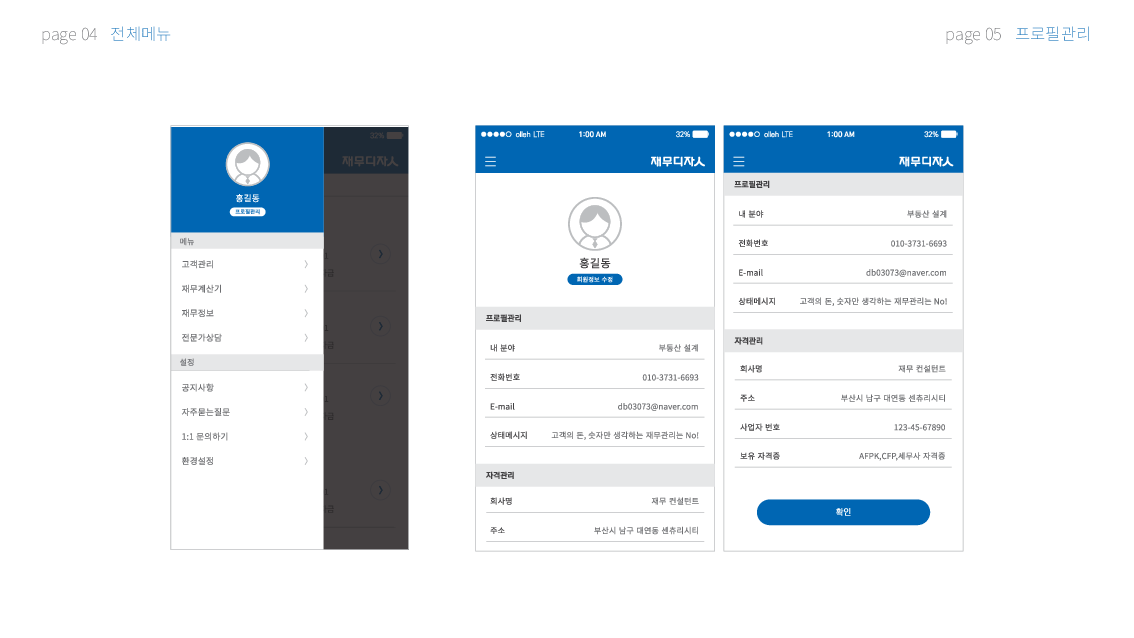 page 04 전체메뉴
page 05 프로필관리
32%
재무디자人
홍길동
프로필관리
메뉴
고객관리
재무계산기
재무정보
전문가상담
설정
공지사항
자주묻는질문
1:1 문의하기
환경설정
olleh LTE 1:00 AM 32%
재무디자人
홍길동
회원정보 수정
프로필관리
내 분야 부동산 설계
전화번호 010-3731-6693
E-mail db03073@naver.com
상태메시지 고객의 돈, 숫자만 생각하는 재무관리는 No!
자격관리
회사명 재무 컨설턴트
주소 부산시 남구 대연동 센츄리시티
olleh LTE 1:00 AM 32%
재무디자人
프로필관리
내 분야 부동산 설계
전화번호 010-3731-6693
E-mail db03073@naver.com
상태메시지 고객의 돈, 숫자만 생각하는 재무관리는 No!
자격관리
회사명 재무 컨설턴트
주소 부산시 남구 대연동 센츄리시티
사업자 번호 123-45-67890
보유 자격증 AFPK,CFP,세무사 자격증
확인